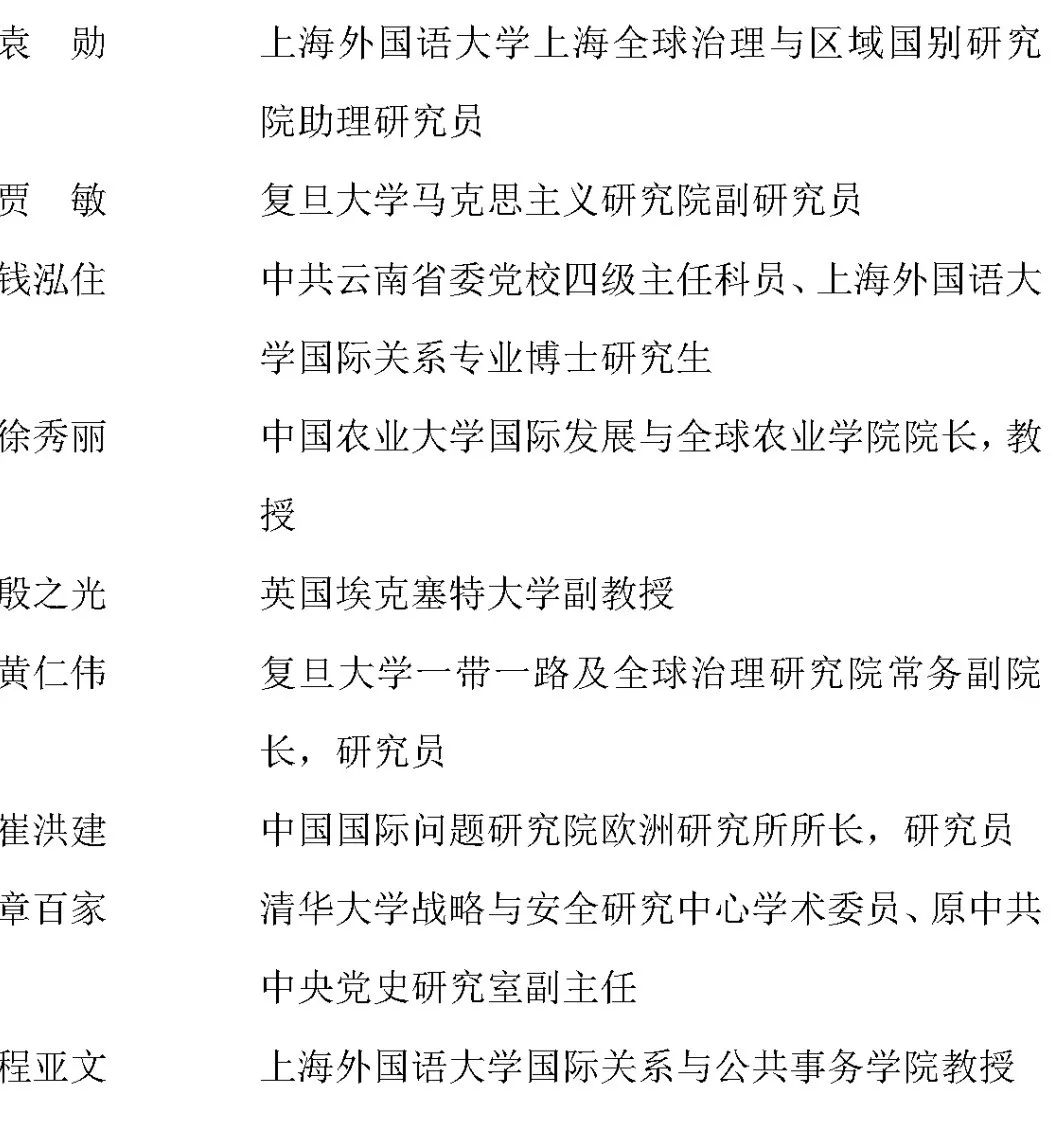 袁 勋 上海外国语大学上海全球治理与区域国别研究
院助理研究员
贾 敏 复旦大学马克思主义研究院副研究员
钱泓住 中共云南省委党校四级主任科员、上海外国语大
学国际关系专业博士研究生
徐秀丽 中国农业大学国际发展与全球农业学院院长，教
授
殷之光 英国埃克塞特大学副教授
黄仁伟 复旦大学一带一路及全球治理研究院常务副院
长，研究员
崔洪建 中国国际问题研究院欧洲研究所所长，研究员
章百家 清华大学战略与安全研究中心学术委员、原中共
中央党史研究室副主任
程亚文 上海外国语大学国际关系与公共事务学院教授